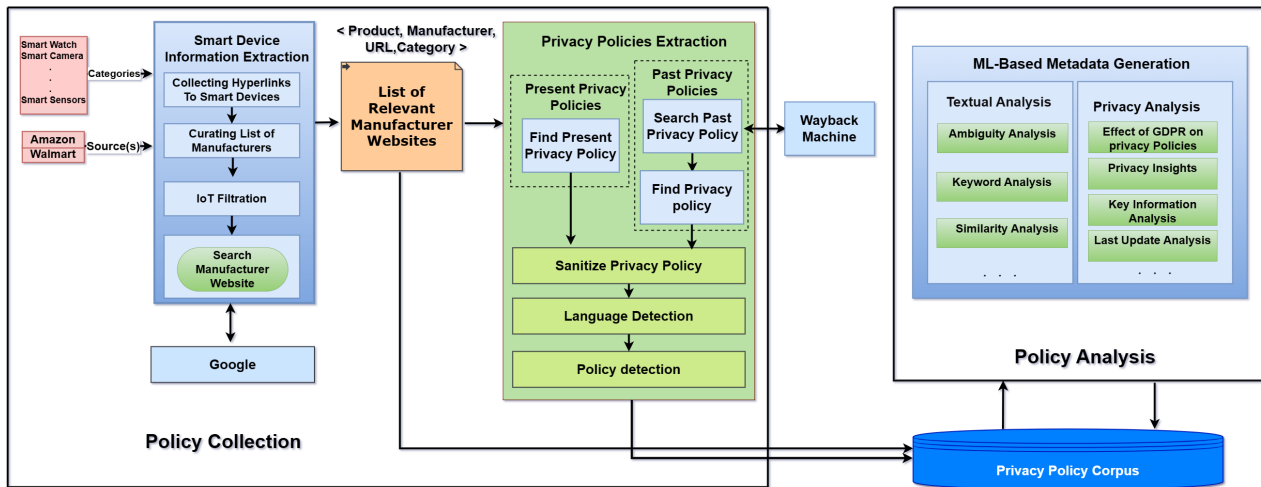 Smart Watch
Smart Camera
.
.
.
Smart Sensors
Categories
Amazon
Walmart
Source(s)
Smart Device
Information Extraction
Collecting Hyperlinks
To Smart Devices
Curating List of
Manufacturers
IoT Filtration
Search
Manufacturer
Website
Google
Policy Collection
< Product, Manufacturer,
URL,Category >
List of
Relevant
Manufacturer
Websites
Privacy Policies Extraction
Present Privacy
Policies
Find Present
Privacy Policy
Past Privacy
Policies
Search Past
Privacy Policy
Find Privacy
policy
Sanitize Privacy Policy
Language Detection
Policy detection
Wayback
Machine
ML-Based Metadata Generation
Textual Analysis
Ambiguity Analysis
Keyword Analysis
Similarity Analysis
. . .
Privacy Analysis
Effect of GDPR on
privacy Policies
Privacy Insights
Key Information
Analysis
Last Update Analysis
. . .
Policy Analysis
Privacy Policy Corpus